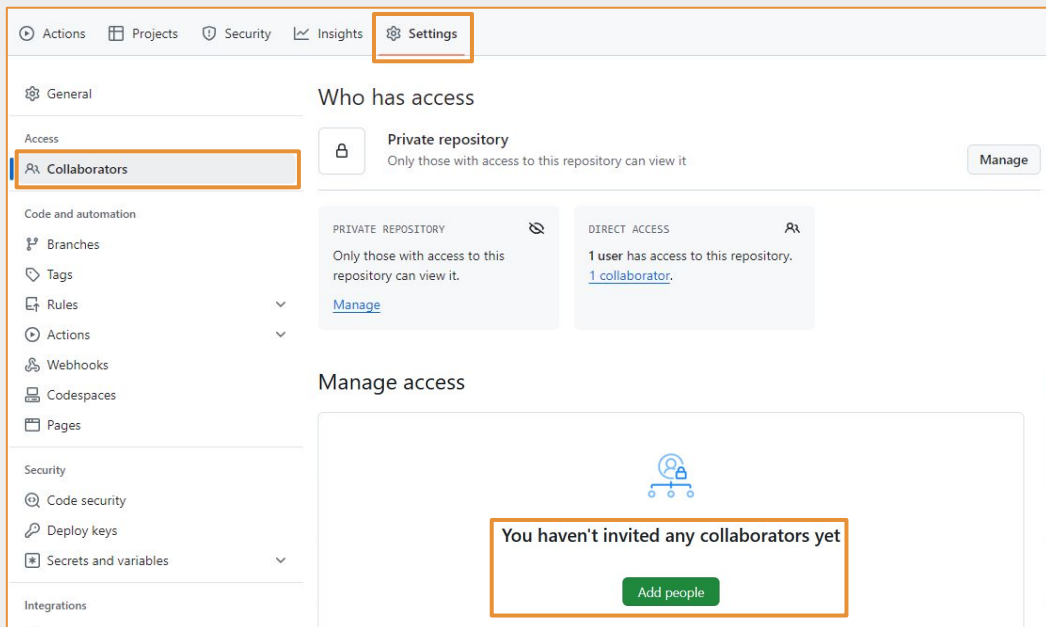 Actions Projects Security Insights Settings
General
Access
Collaborators
Code and automation
Branches
Tags
Rules
Actions
Webhooks
Codespaces
Pages
Security
Code security
Deploy keys
Secrets and variables
Integrations
Who has access
Private repository
Only those with access to this repository can view it
Manage
PRIVATE REPOSITORY
Only those with access to this
repository can view it.
Manage
DIRECT ACCESS
1 user has access to this repository.
1 collaborator.
Manage access
You haven't invited any collaborators yet
Add people